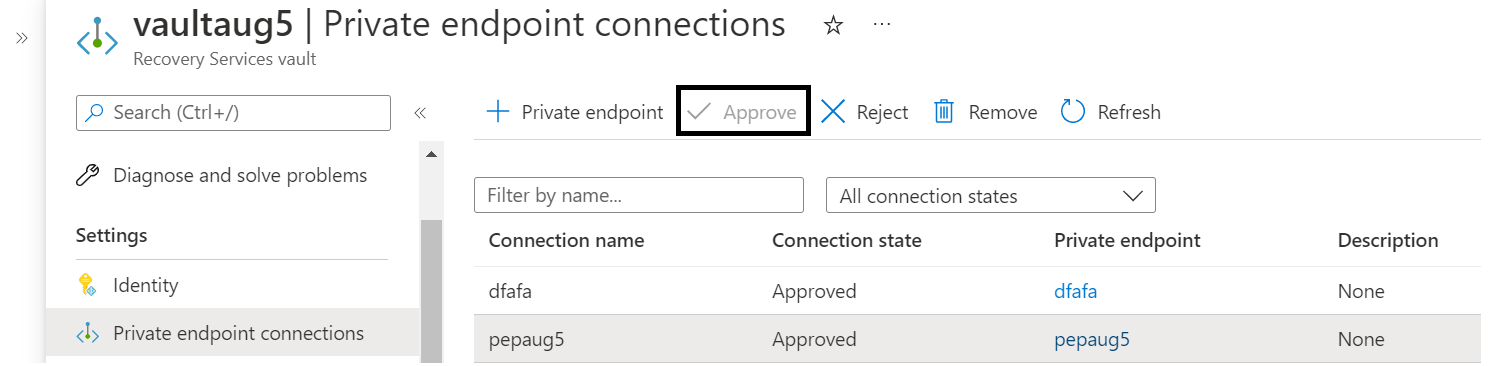 vaultaug5 | Private endpoint connections
Recovery Services vault
Search (Ctrl+/)
Diagnose and solve problems
Settings
Identity
Private endpoint connections
Private endpoint Approve Reject Remove Refresh
Filter by name... All connection states
Connection name Connection state Private endpoint Description
dfafa Approved dfafa None
pepaug5 Approved pepaug5 None